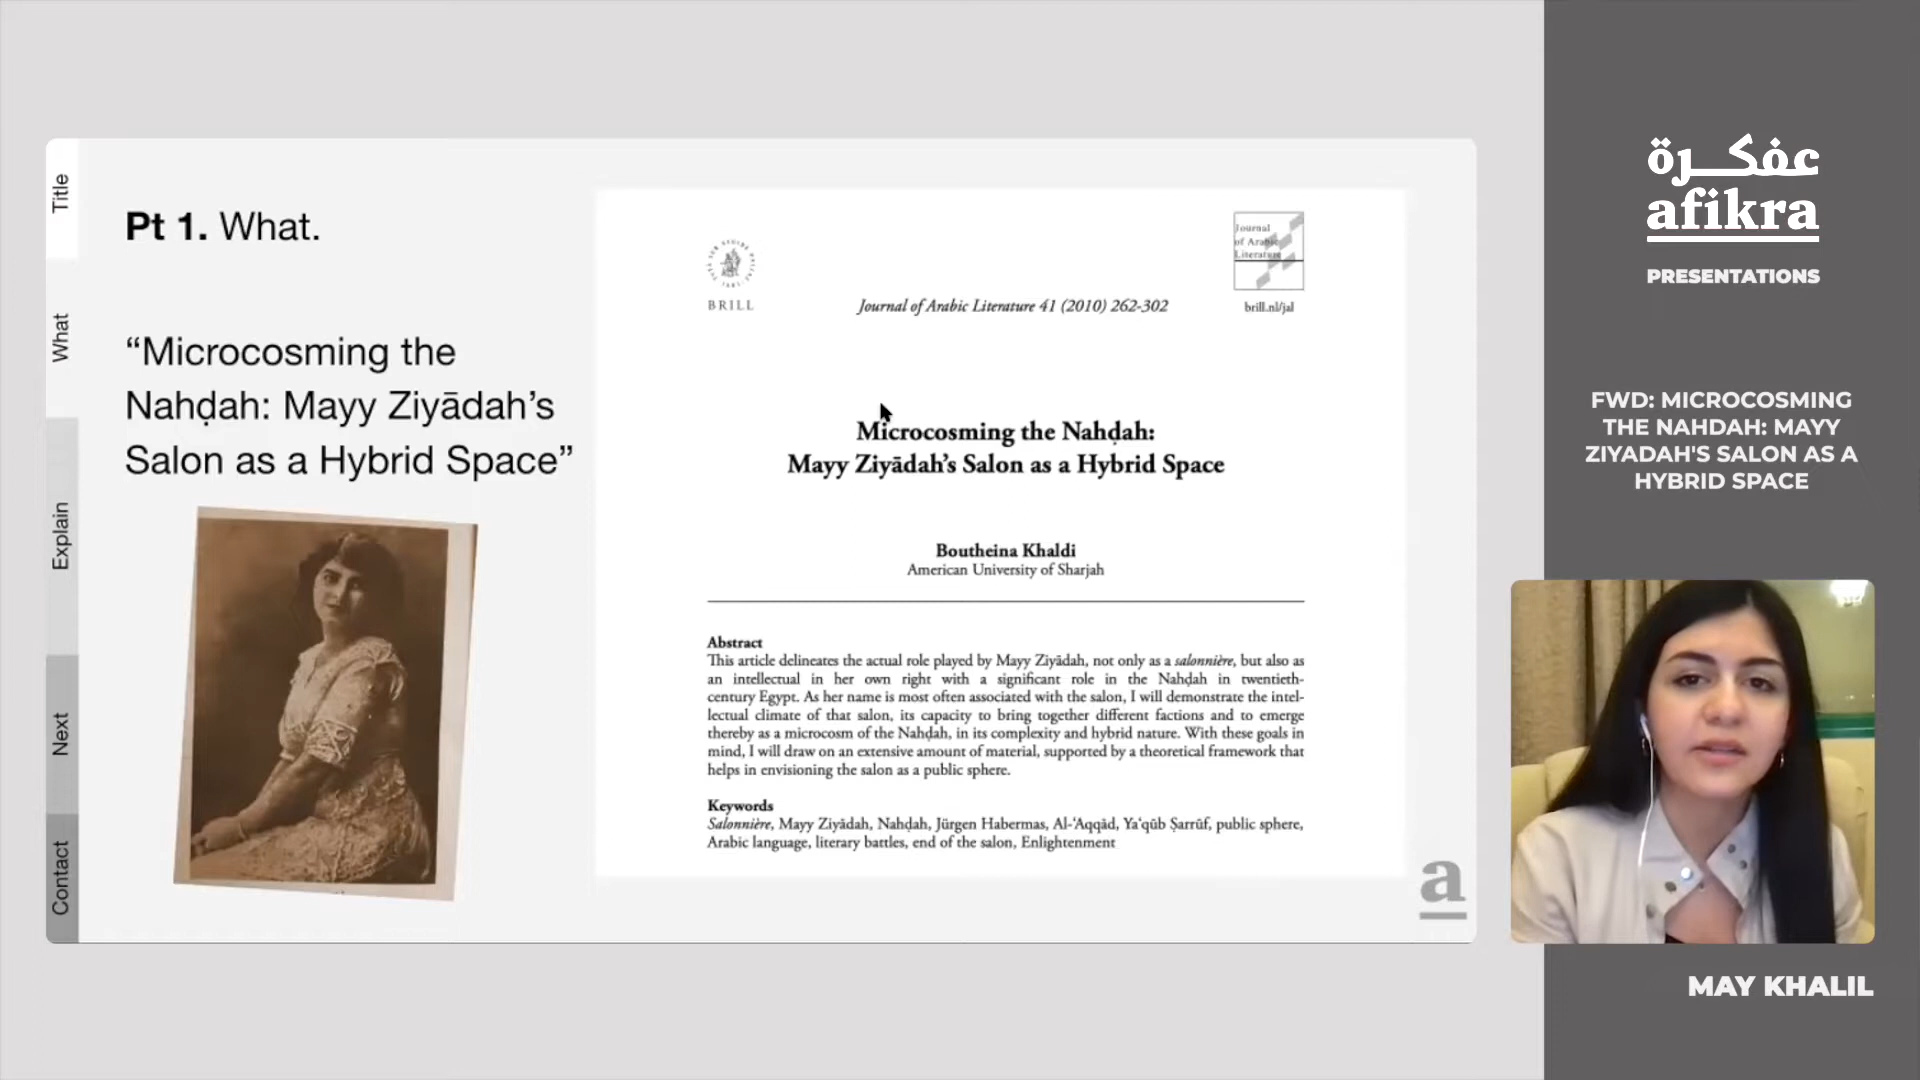 Title
What
Explain
Next
Contact
Pt 1. What.
“Microcosming the
Nahḍah: Mayy Ziyādah’s
Salon as a Hybrid Space”
BRILL
Journal of Arabic Literature 41 (2010) 262-302
Journal
of Arabic
Literature
brill.nl/jal
Microcosming the Nahḍah:
Mayy Ziyādah’s Salon as a Hybrid Space
Boutheina Khaldi
American University of Sharjah
Abstract
This article delineates the actual role played by Mayy Ziyādah, not only as a salonnière, but also as
an intellectual in her own right with a significant role in the Nahḍah in twentieth-
century Egypt. As her name is most often associated with the salon, I will demonstrate the intel-
lectual climate of that salon, its capacity to bring together different factions and to emerge
thereby as a microcosm of the Nahḍah, in its complexity and hybrid nature. With these goals in
mind, I will draw on an extensive amount of material, supported by a theoretical framework that
helps in envisioning the salon as a public sphere.
Keywords
Salonnière, Mayy Ziyādah, Nahḍah, Jürgen Habermas, Al-‘Aqqād, Ya‘qūb Ṣarrūf, public sphere,
Arabic language, literary battles, end of the salon, Enlightenment
a
عفكرة
afikra
PRESENTATIONS
FWD: MICROCOSMING
THE NAHDAH: MAYY
ZIYADAH'S SALON AS A
HYBRID SPACE
MAY KHALIL